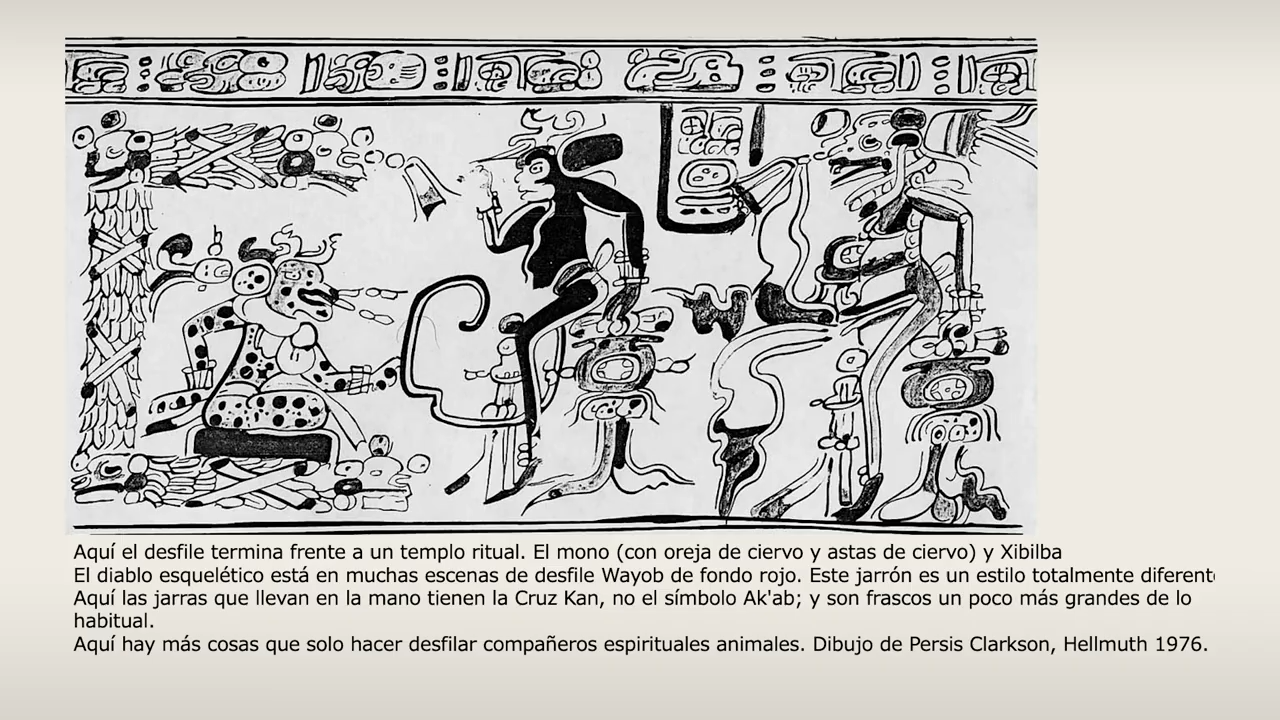 Aquí el desfile termina frente a un templo ritual. El mono (con oreja de ciervo y astas de ciervo) y Xibilba
El diablo esquelético está en muchas escenas de desfile Wayob de fondo rojo. Este jarrón es un estilo totalmente diferent
Aquí las jarras que llevan en la mano tienen la Cruz Kan, no el símbolo Ak'ab; y son frascos un poco más grandes de lo
habitual.
Aquí hay más cosas que solo hacer desfilar compañeros espirituales animales. Dibujo de Persis Clarkson, Hellmuth 1976.